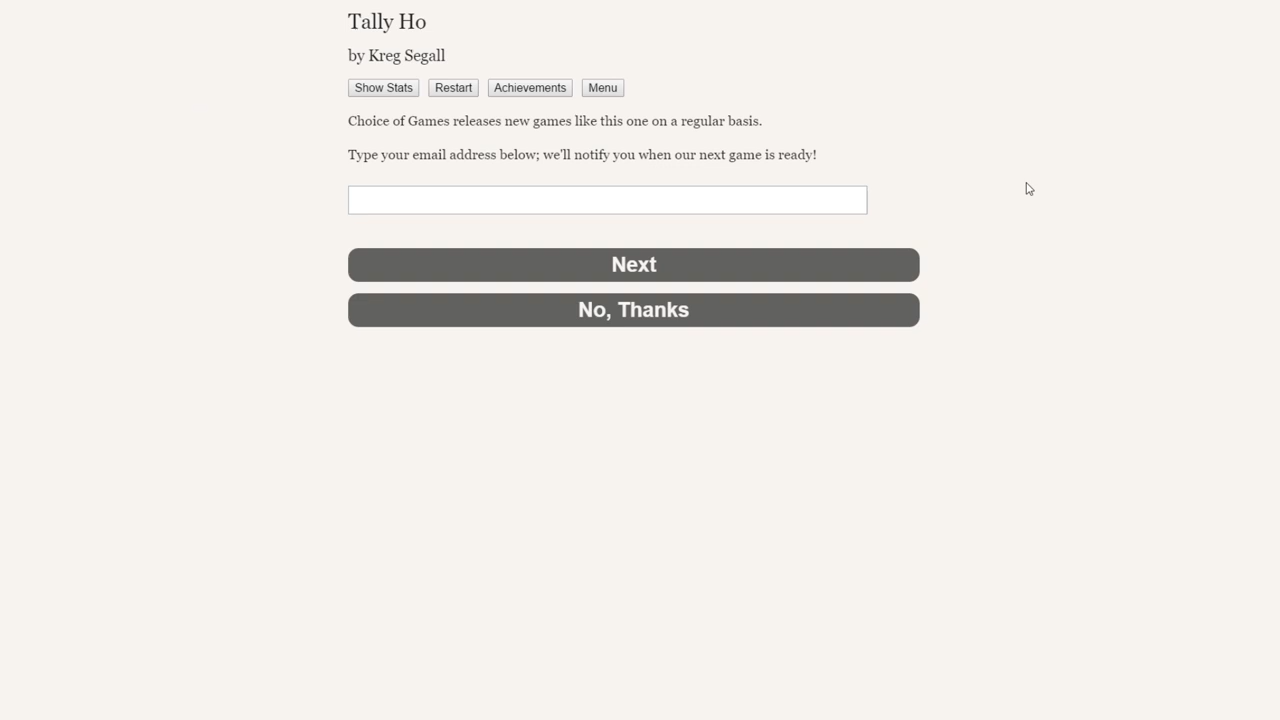 Tally Ho
by Kreg Segall
Show Stats Restart Achievements Menu
Choice of Games releases new games like this one on a regular basis.
Type your email address below; we'll notify you when our next game is ready!
Next
No, Thanks